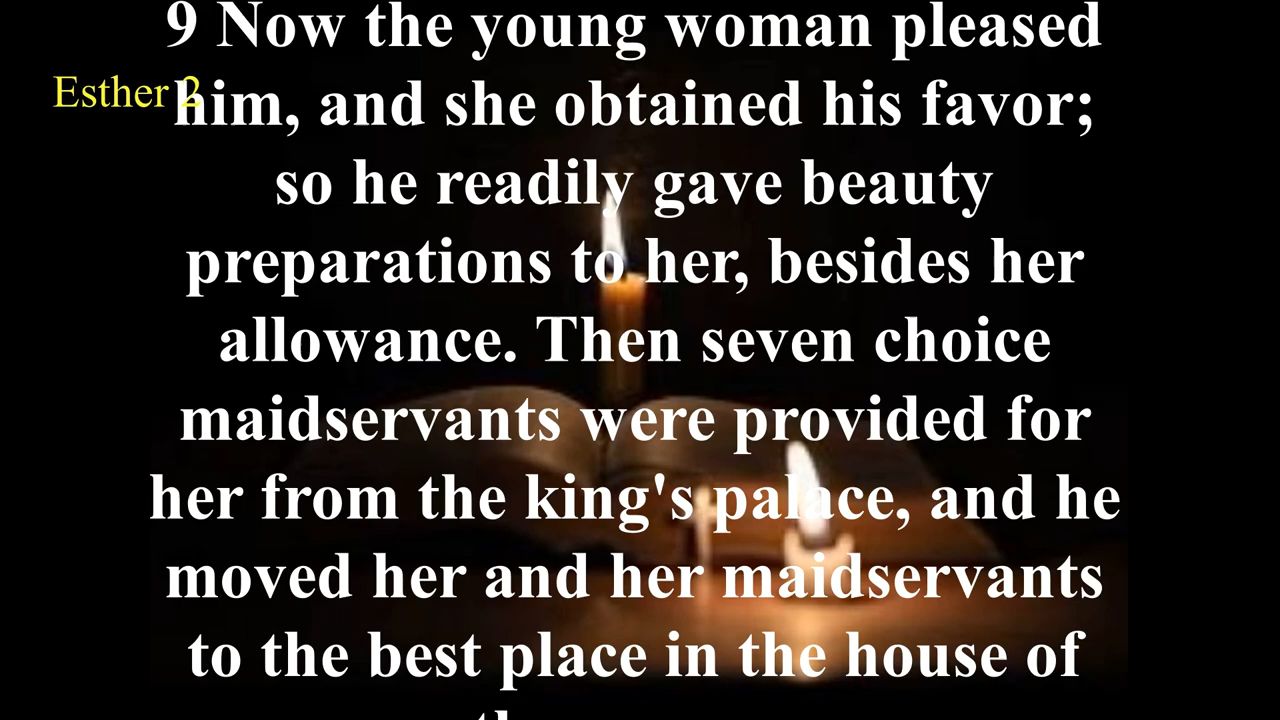 9 Now the young woman pleased
Esther 2
him, and she obtained his favor;
so he readily gave beauty
preparations to her, besides her
allowance. Then seven choice
maidservants were provided for
her from the king's palace, and he
moved her and her maidservants
to the best place in the house of